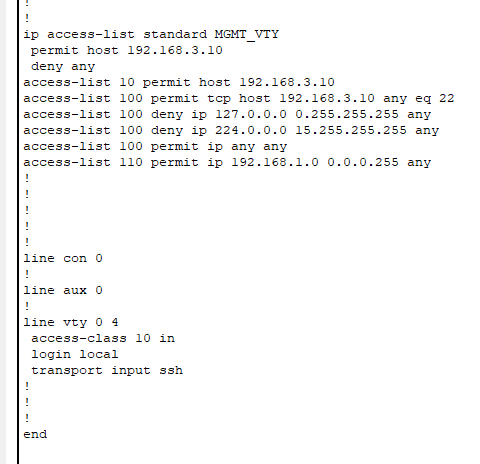 !
!
ip access-list standard MGMT_VTY
 permit host 192.168.3.10
 deny any
access-list 10 permit host 192.168.3.10
access-list 100 permit tcp host 192.168.3.10 any eq 22
access-list 100 deny ip 127.0.0.0 0.255.255.255 any
access-list 100 deny ip 224.0.0.0 15.255.255.255 any
access-list 100 permit ip any any
access-list 110 permit ip 192.168.1.0 0.0.0.255 any
!
!
!
!
!
line con 0
!
line aux 0
!
line vty 0 4
 access-class 10 in
 login local
 transport input ssh
!
!
!
end